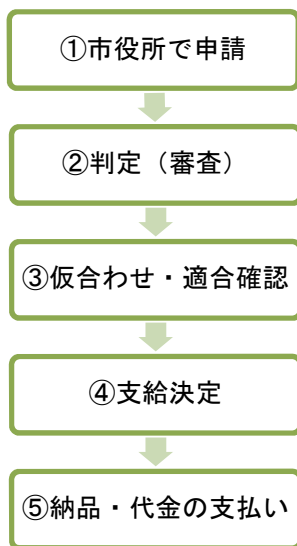 ①市役所で申請
②判定（審査）
③仮合わせ・適合確認
④支給決定
⑤納品・代金の支払い